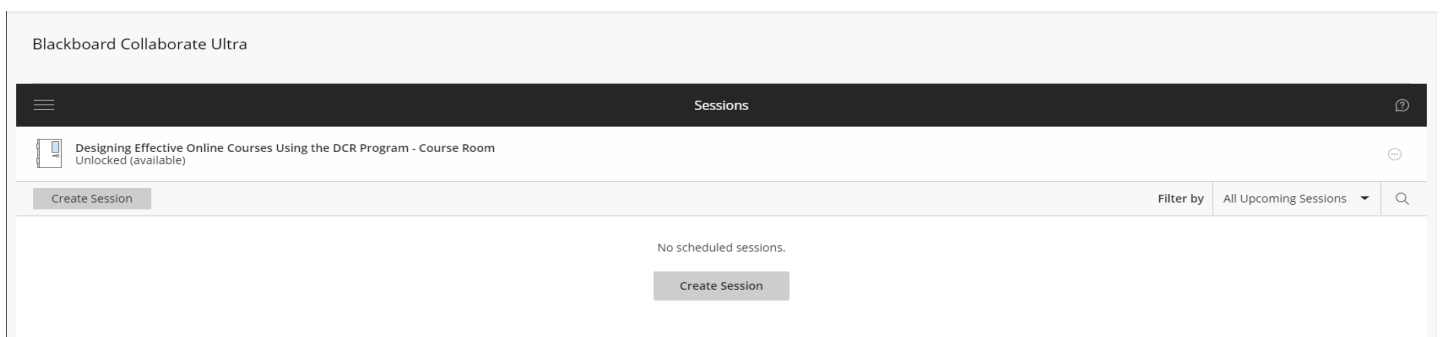 Blackboard Collaborate Ultra
Sessions
Designing Effective Online Courses Using the DCR Program - Course Room
Unlocked (available)
Create Session
Filter by
All Upcoming Sessions
No scheduled sessions.
Create Session